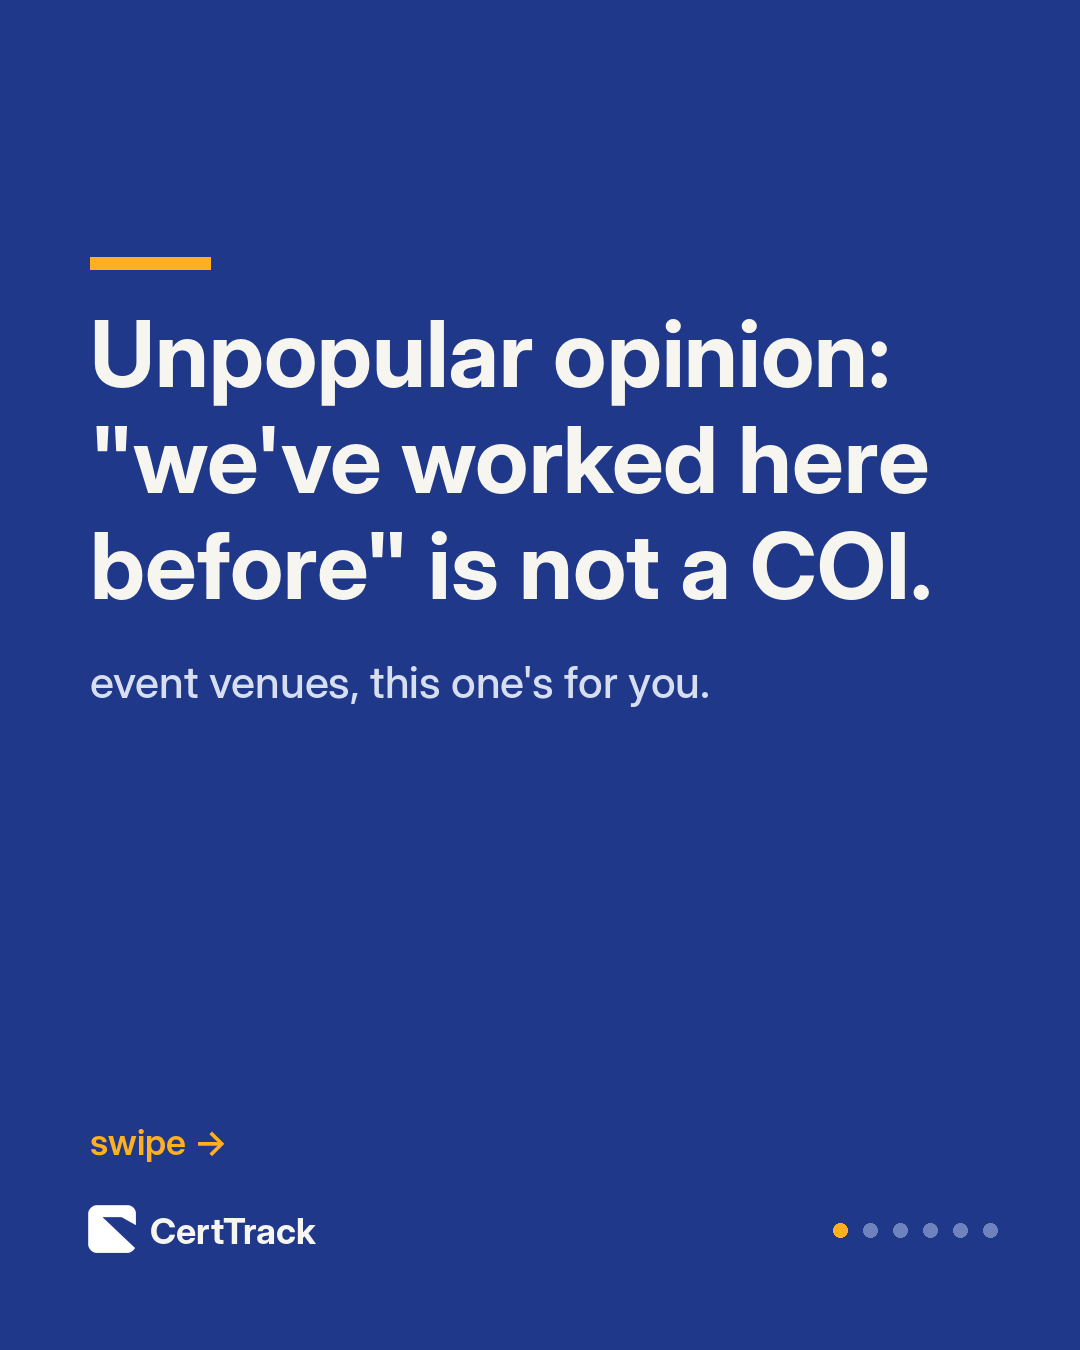 Unpopular opinion:
"we've worked here
before" is not a COI.
event venues, this one's for you.
swipe →
CertTrack